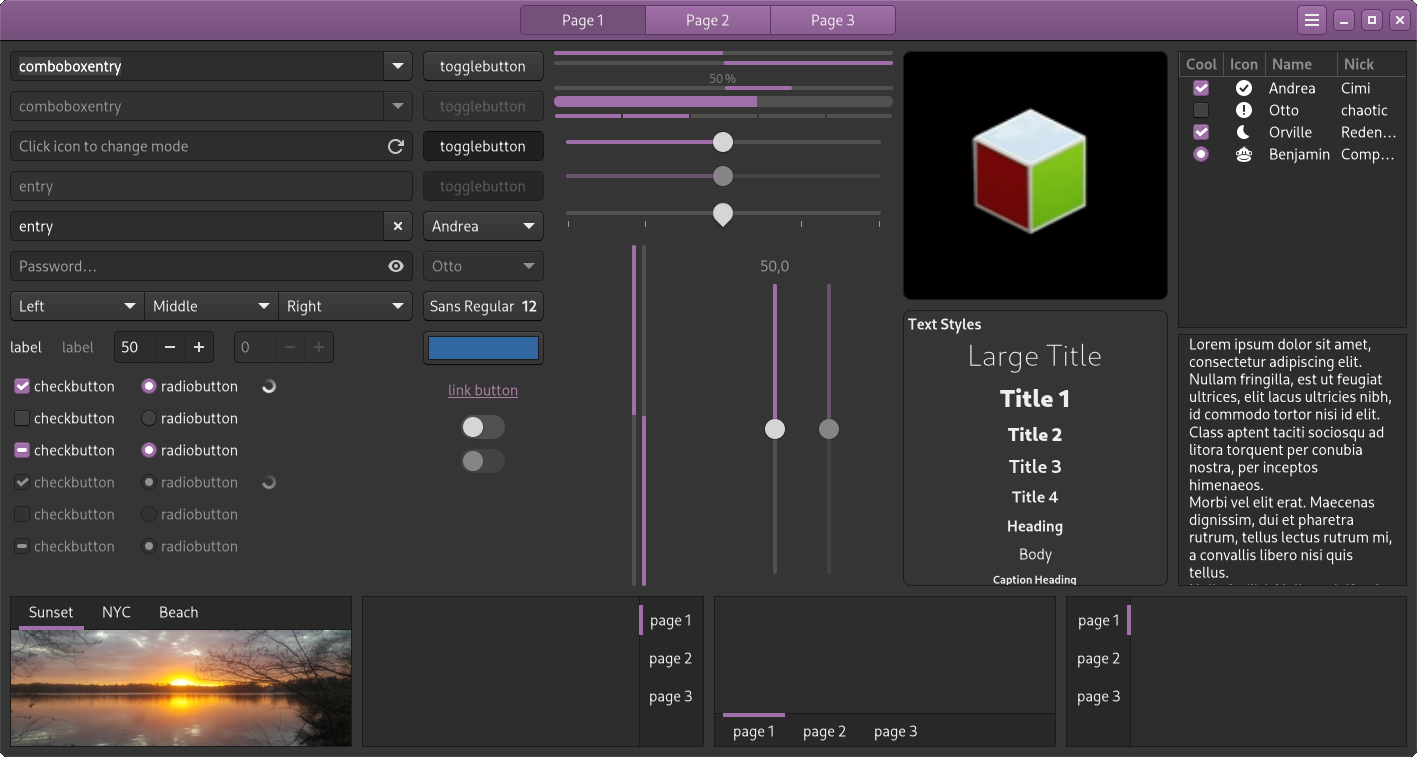 Page 1
Page 2
Page 3
comboboxentry
togglebutton
comboboxentry
togglebutton
Click icon to change mode
togglebutton
entry
togglebutton
entry
Andrea
Password…
Otto
Left
Middle
Right
Sans Regular 12
label
label
50
0
link button
checkbutton
radiobutton
checkbutton
radiobutton
checkbutton
radiobutton
checkbutton
radiobutton
checkbutton
radiobutton
checkbutton
radiobutton
50 %
50,0
Text Styles
Large Title
Title 1
Title 2
Title 3
Title 4
Heading
Body
Caption Heading
Cool Icon Name Nick
Andrea Cimi
Otto chaotic
Orville Reden…
Benjamin Comp…
Lorem ipsum dolor sit amet,
consectetur adipiscing elit.
Nullam fringilla, est ut feugiat
ultrices, elit lacus ultricies nibh,
id commodo tortor nisi id elit.
Class aptent taciti sociosqu ad
litora torquent per conubia
nostra, per inceptos
himenaeos.
Morbi vel elit erat. Maecenas
dignissim, dui et pharetra
rutrum, tellus lectus rutrum mi,
a convallis libero nisi quis
tellus.
Sunset
NYC
Beach
page 1
page 2
page 3
page 1
page 2
page 3
page 1
page 2
page 3